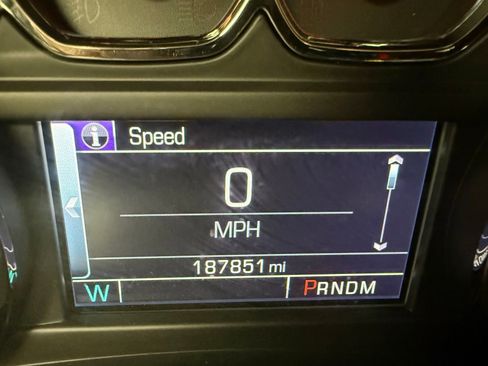 i Speed
0
MPH
187851 mi
W PRNDM